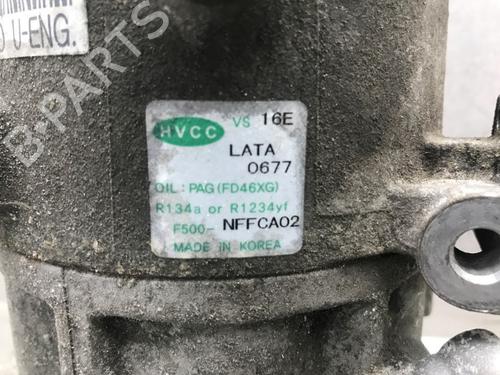 U-ENG.
HVCC VS 16E
LATA
0677
OIL: PAG(FD46XG)
R134a or R1234yf
F500- NFFCA02
MADE IN KOREA
B-PARTS